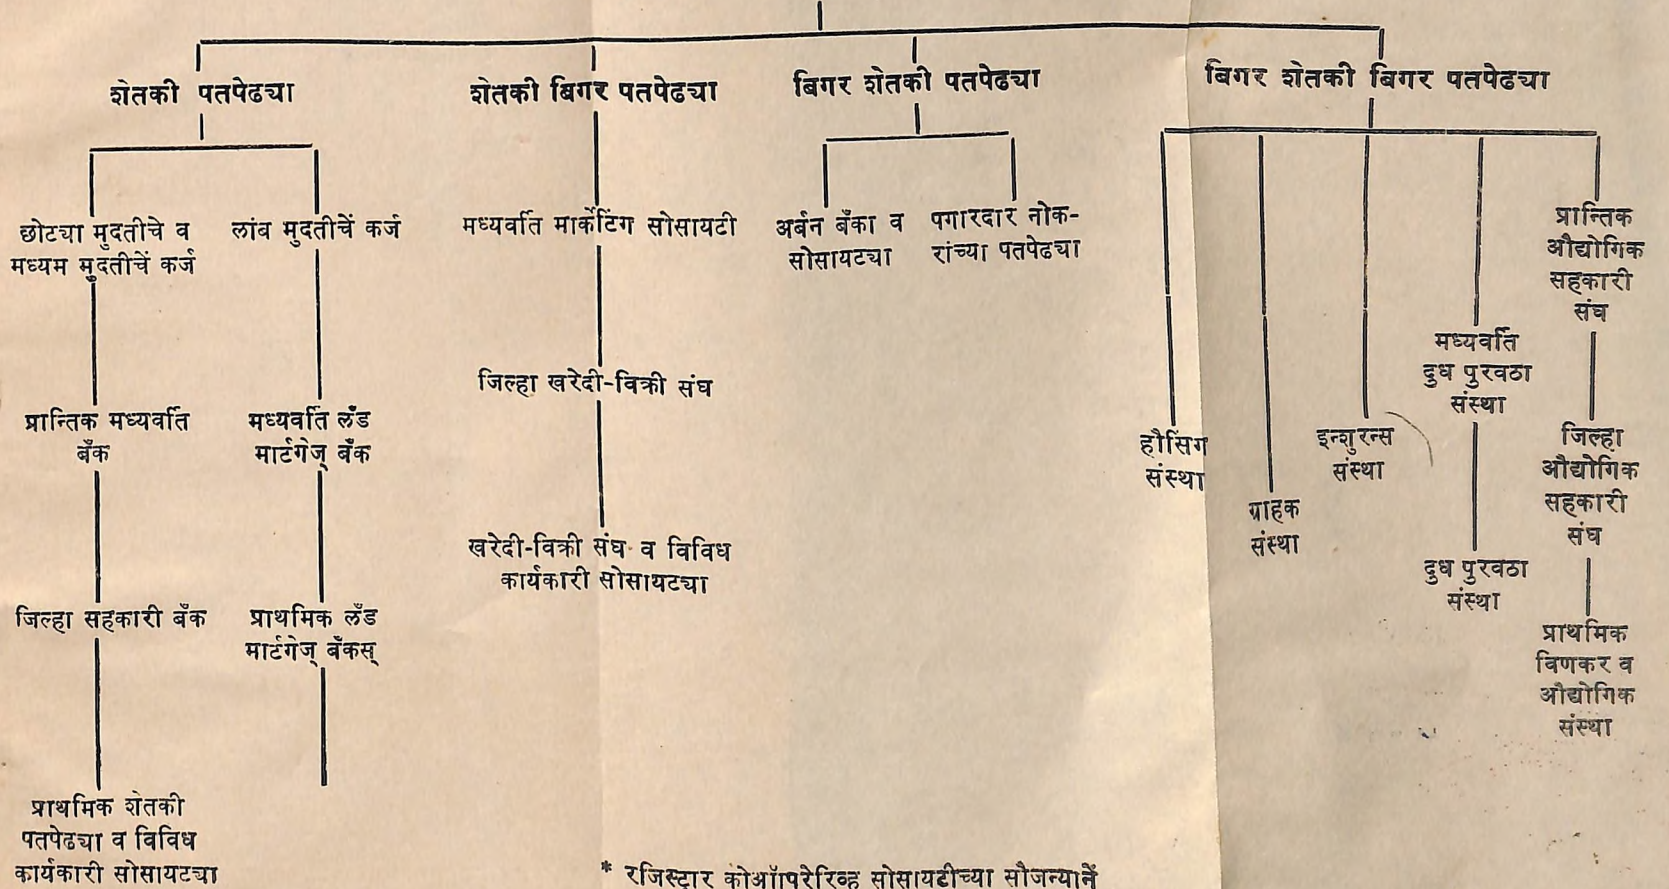 शेतकी पतपेढ्या
शेतकी बिगर पतपेढ्या
बिगर शेतकी पतपेढ्या
बिगर शेतकी बिगर पतपेढ्या
छोट्या मुदतीचे व
मध्यम मुदतीचें कर्ज
लांब मुदतीचें कर्ज
प्रान्तिक मध्यवर्ति
बँक
मध्यवर्ति लँड
मार्टगेज् बँक
जिल्हा सहकारी बँक
प्राथमिक लँड
मार्टगेज् बँकस्
प्राथमिक शेतकी
पतपेढ्या व विविध
कार्यकारी सोसायट्या
मध्यवर्ति मार्केटिंग सोसायटी
जिल्हा खरेदी-विक्री संघ
खरेदी-विक्री संघ व विविध
कार्यकारी सोसायट्या
अर्बन बँका व
सोसायट्या
पगारदार नोक-
रांच्या पतपेढ्या
हौसिंग
संस्था
ग्राहक
संस्था
इन्शुरन्स
संस्था
मध्यवर्ति
दुध पुरवठा
संस्था
दुध पुरवठा
संस्था
प्रान्तिक
औद्योगिक
सहकारी
संघ
जिल्हा
औद्योगिक
सहकारी
संघ
प्राथमिक
विणकर व
औद्योगिक
संस्था
* रजिस्ट्रार कोऑापरेरिव्ह सोसायटीच्या सौजन्यानें